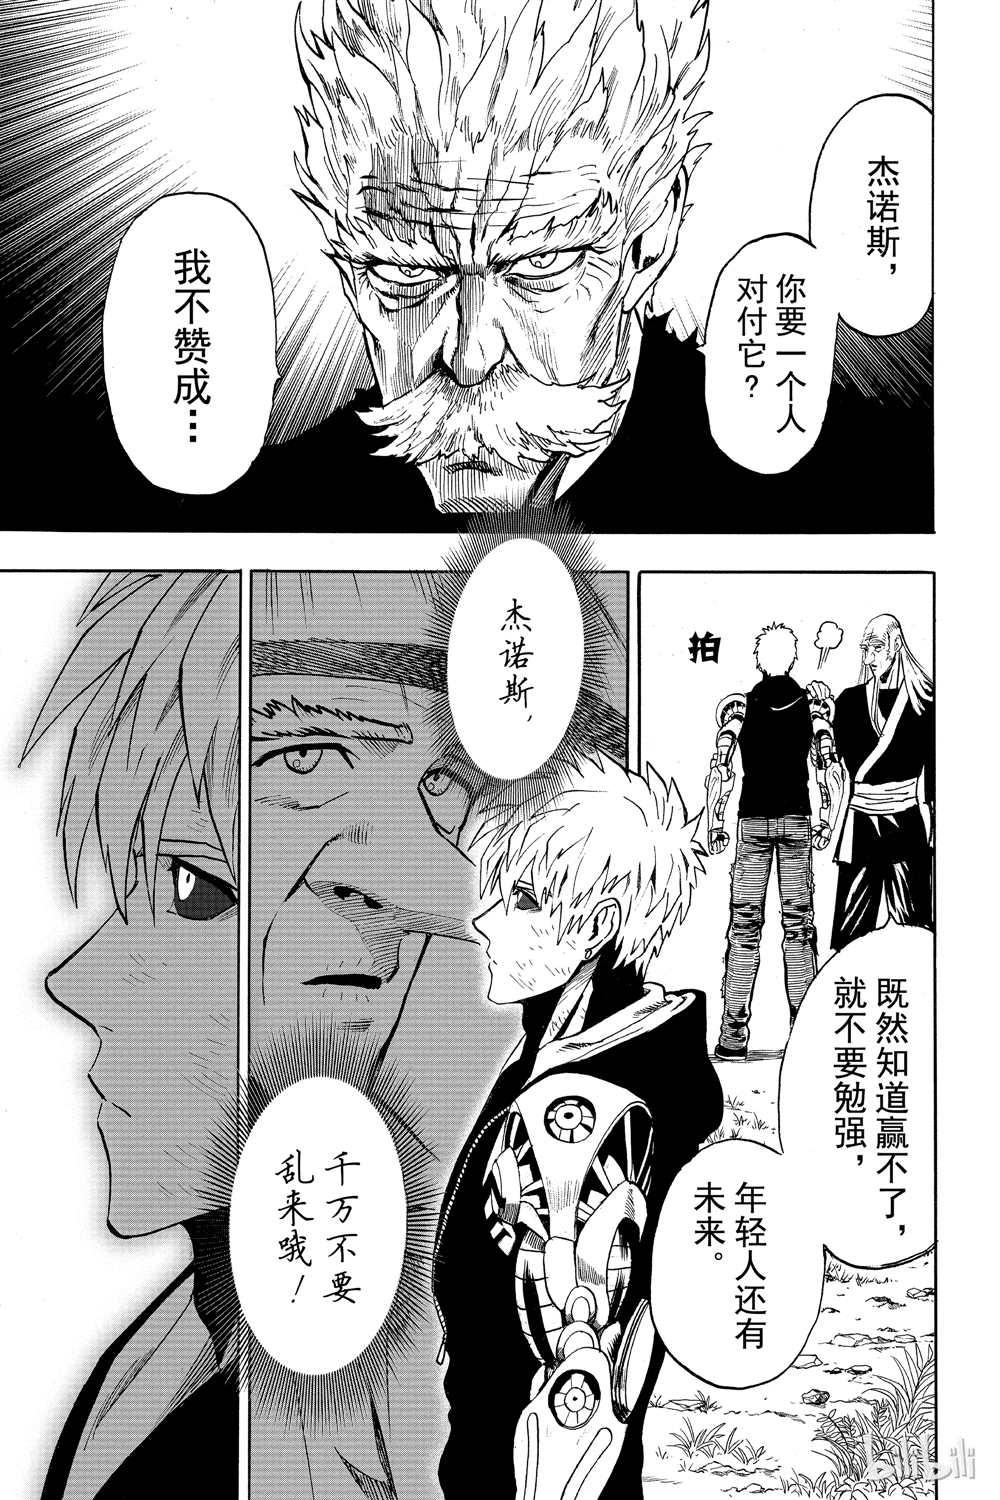 杰诺斯，
你要一个人
对付它？
我不赞成…
拍
既然知道赢不了，
就不要勉强，
年轻人还有
未来。
杰诺斯，
千万不要
乱来哦！
bilibili